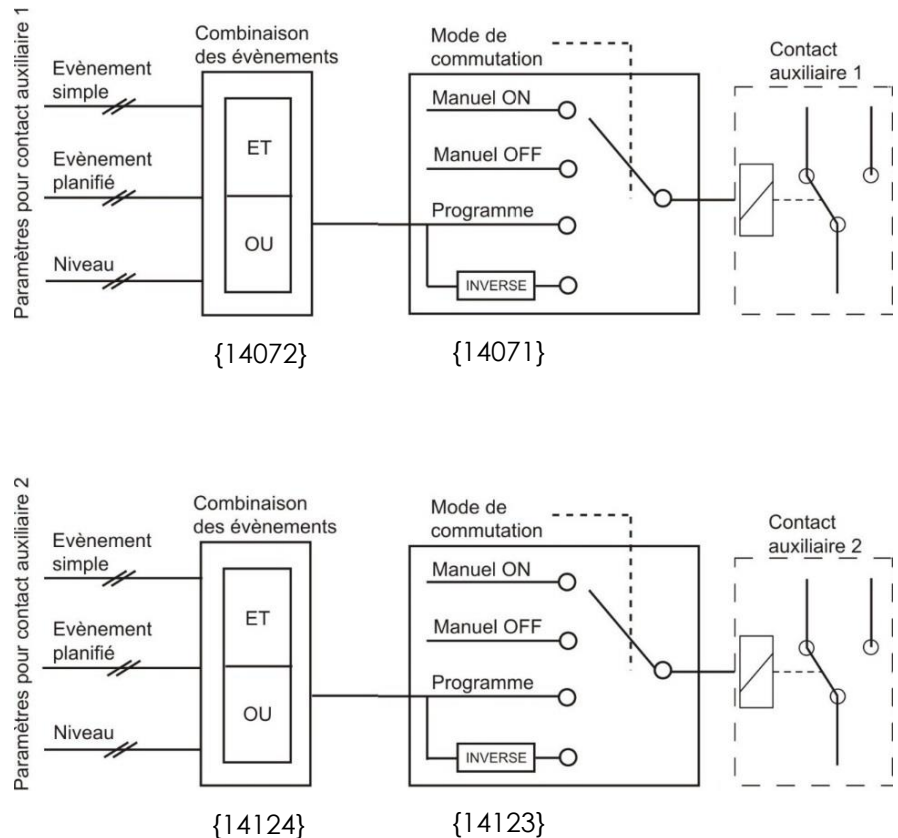 Paramètres pour contact auxiliaire 1
Evènement
simple
Evènement
planifié
Niveau
Combinaison
des évènements
ET
OU
{14072}
Mode de
commutation
Manuel ON
Manuel OFF
Programme
INVERSE
{14071}
Contact
auxiliaire 1
Paramètres pour contact auxiliaire 2
Evènement
simple
Evènement
planifié
Niveau
Combinaison
des évènements
ET
OU
{14124}
Mode de
commutation
Manuel ON
Manuel OFF
Programme
INVERSE
{14123}
Contact
auxiliaire 2